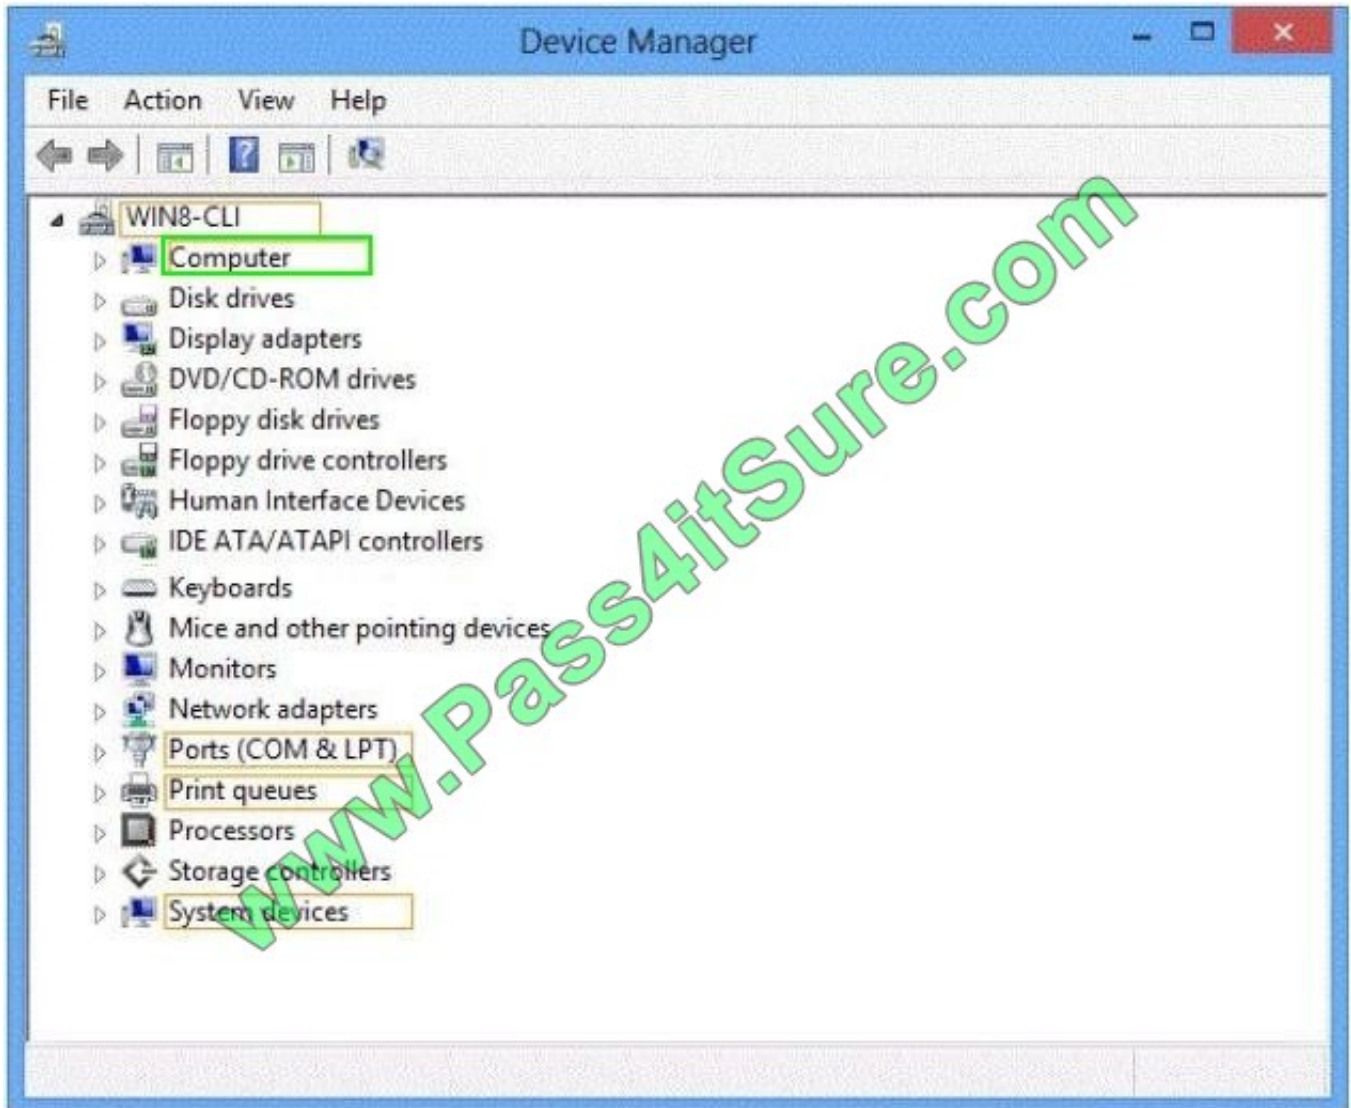 Device Manager
File Action View Help
WIN8-CLI
Computer
Disk drives
Display adapters
DVD/CD-ROM drives
Floppy disk drives
Floppy drive controllers
Human Interface Devices
IDE ATA/ATAPI controllers
Keyboards
Mice and other pointing devices
Monitors
Network adapters
Ports (COM & LPT)
Print queues
Processors
Storage controllers
System devices
www.Pass4itSure.com